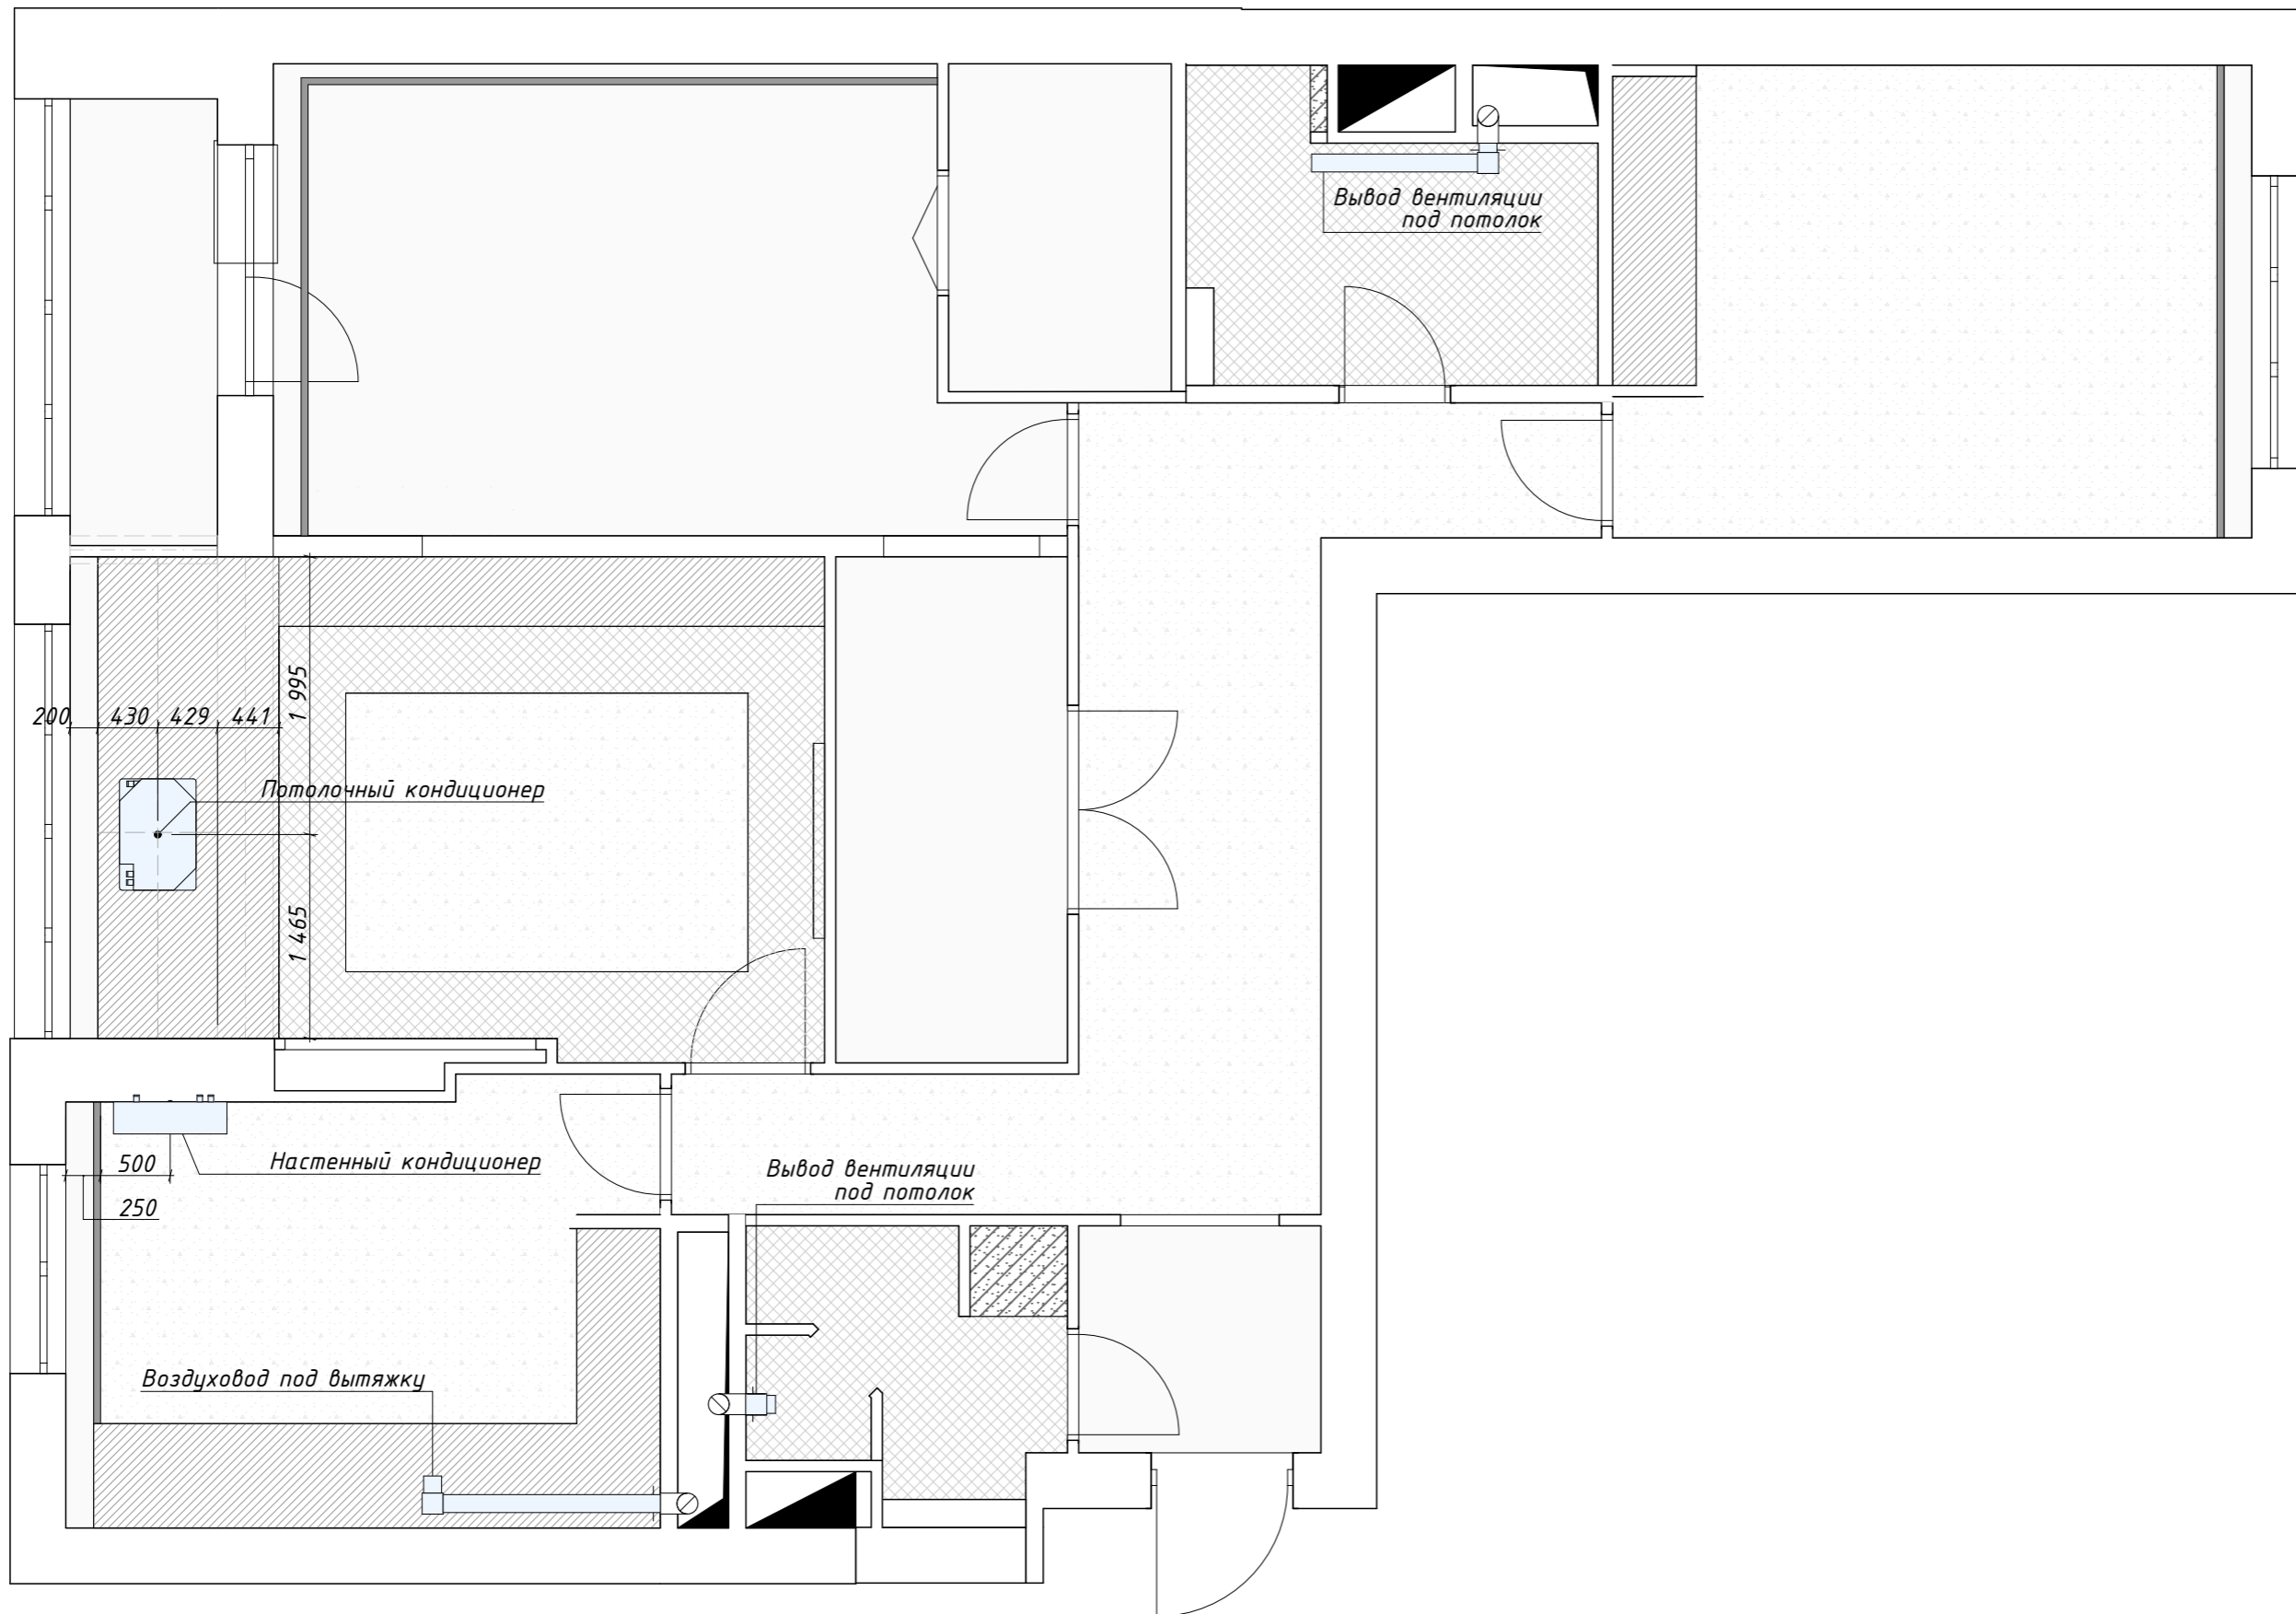 Вывод вентиляции
под потолок
1 995
200
430
429
441
Потолочный кондиционер
1 465
500
Настенный кондиционер
250
Вывод вентиляции
под потолок
Воздуховод под вытяжку